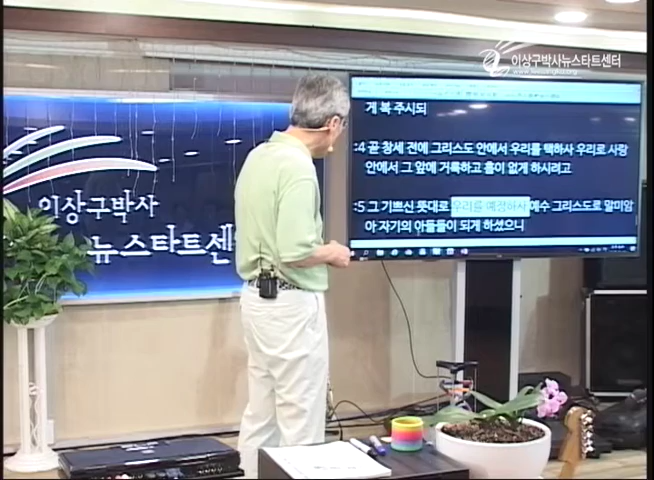 이상구박사뉴스타트센터
게 복 주시되
:4 곧 창세 전에 그리스도 안에서 우리를 택하사 우리로 사랑
안에서 그 앞에 거룩하고 흠이 없게 하시려고
:5 그 기쁘신 뜻대로 우리를 예정하사 예수 그리스도로 말미암
아 자기의 아들들이 되게 하셨으니
이상구박사
뉴스타트센